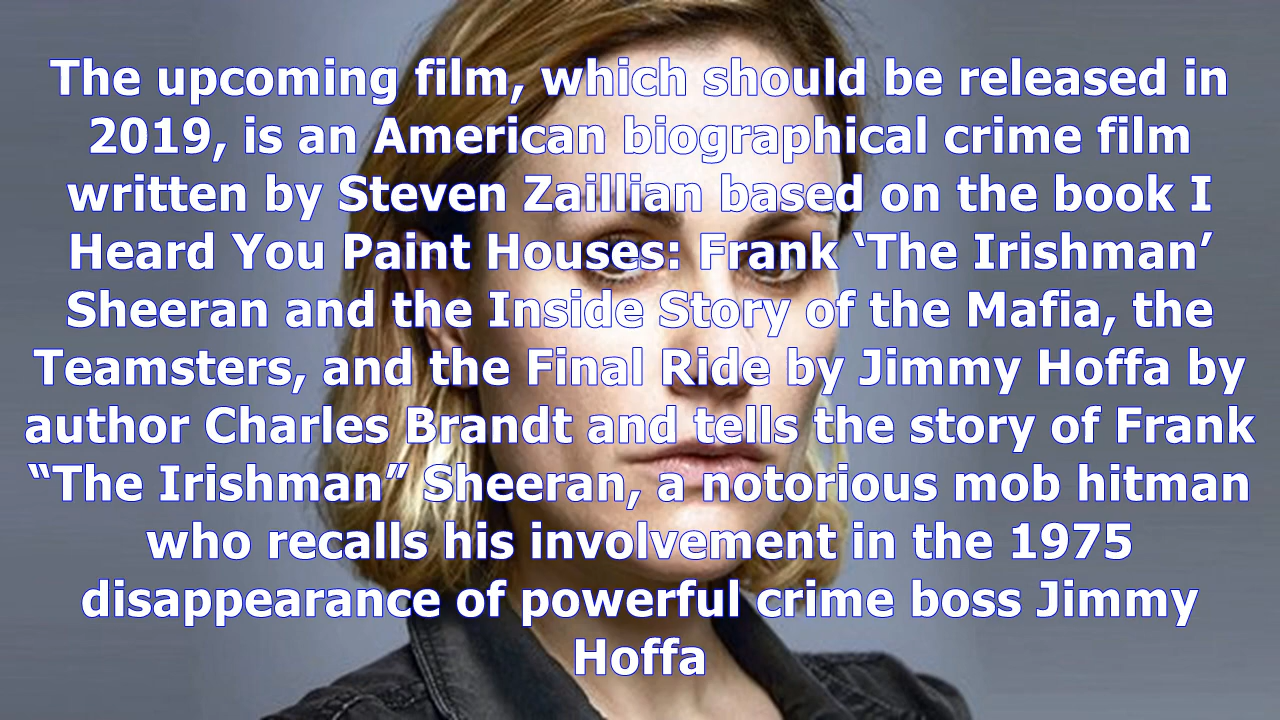 The upcoming film, which should be released in
2019, is an American biographical crime film
written by Steven Zaillian based on the book I
Heard You Paint Houses: Frank ‘The Irishman’
Sheeran and the Inside Story of the Mafia, the
Teamsters, and the Final Ride by Jimmy Hoffa by
author Charles Brandt and tells the story of Frank
“The Irishman” Sheeran, a notorious mob hitman
who recalls his involvement in the 1975
disappearance of powerful crime boss Jimmy
Hoffa